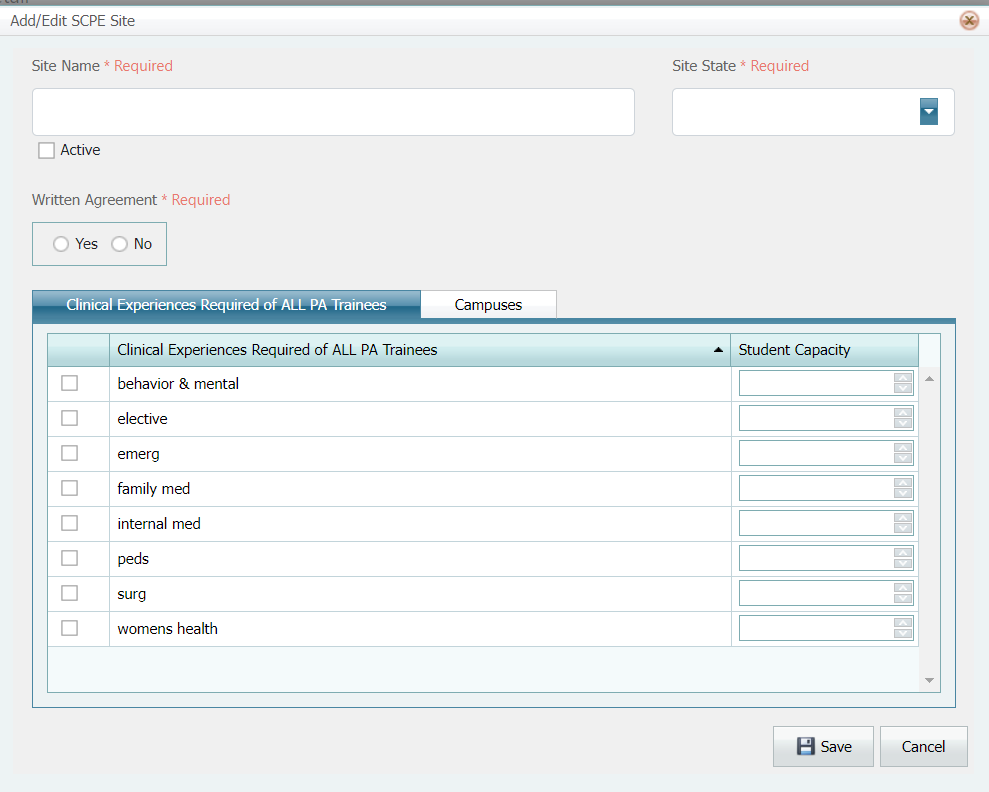 Add/Edit SCPE Site
Site Name * Required
Site State * Required
Active
Written Agreement * Required
Yes No
Clinical Experiences Required of ALL PA Trainees Campuses
Clinical Experiences Required of ALL PA Trainees Student Capacity
behavior & mental
elective
emerg
family med
internal med
peds
surg
womens health
Save Cancel